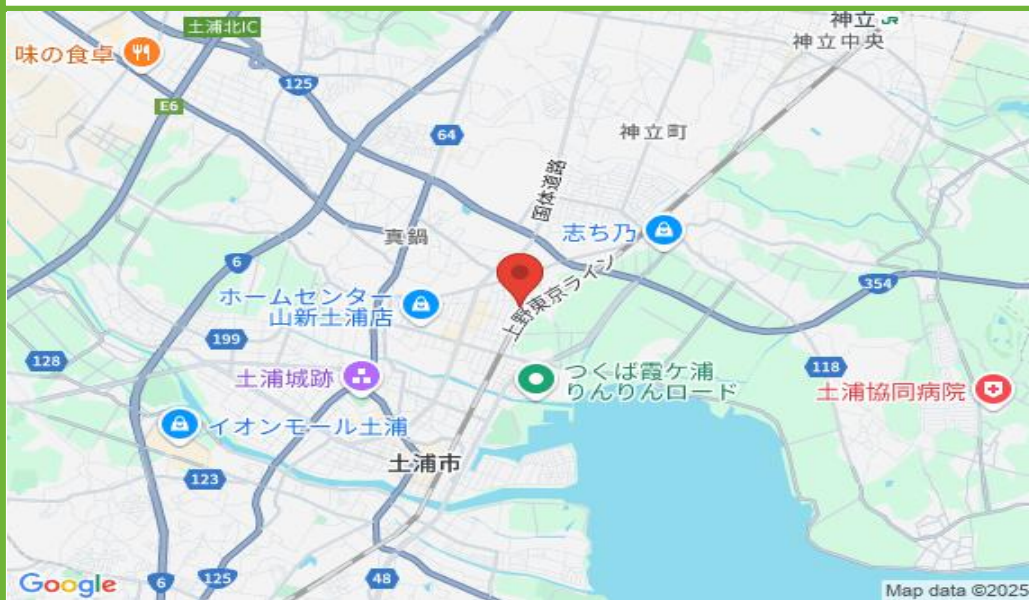 土浦北IC
神立 JR
神立中央
味の食卓
125
E6
64
神立町
国体道路
志ち乃
真鍋
6
354
上野東京ライン
ホームセンター
山新土浦店
199
128
118
つくば霞ケ浦
りんりんロード
土浦城跡
土浦協同病院
イオンモール土浦
土浦市
123
Google
6
125
48
Map data ©2025